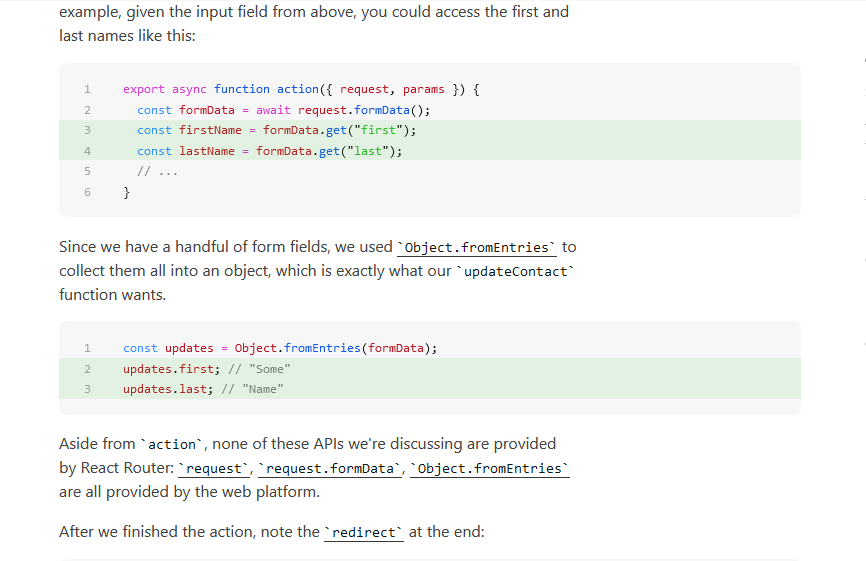 example, given the input field from above, you could access the first and
last names like this:
1 export async function action({ request, params }) {
2 const formData = await request.formData();
3 const firstName = formData.get("first");
4 const lastName = formData.get("last");
5 // ...
6 }
Since we have a handful of form fields, we used `Object.fromEntries` to
collect them all into an object, which is exactly what our `updateContact`
function wants.
1 const updates = Object.fromEntries(formData);
2 updates.first; // "Some"
3 updates.last; // "Name"
Aside from `action`, none of these APIs we're discussing are provided
by React Router: `request`, `request.formData`, `Object.fromEntries`
are all provided by the web platform.
After we finished the action, note the `redirect` at the end: